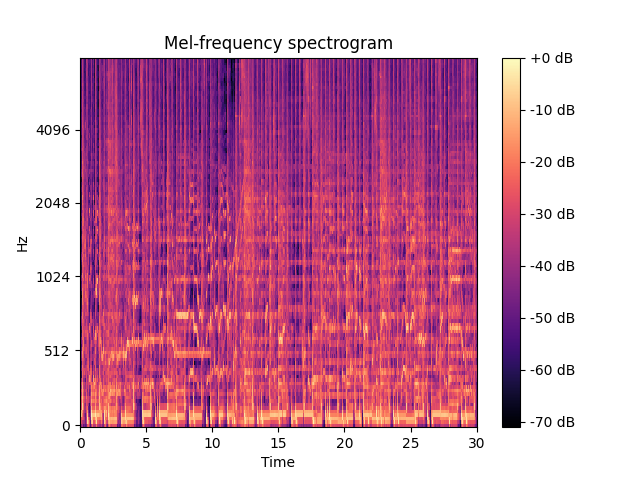 Mel-frequency spectrogram
Hz
4096
2048
1024
512
0
0 5 10 15 20 25 30
Time
+0 dB
-10 dB
-20 dB
-30 dB
-40 dB
-50 dB
-60 dB
-70 dB